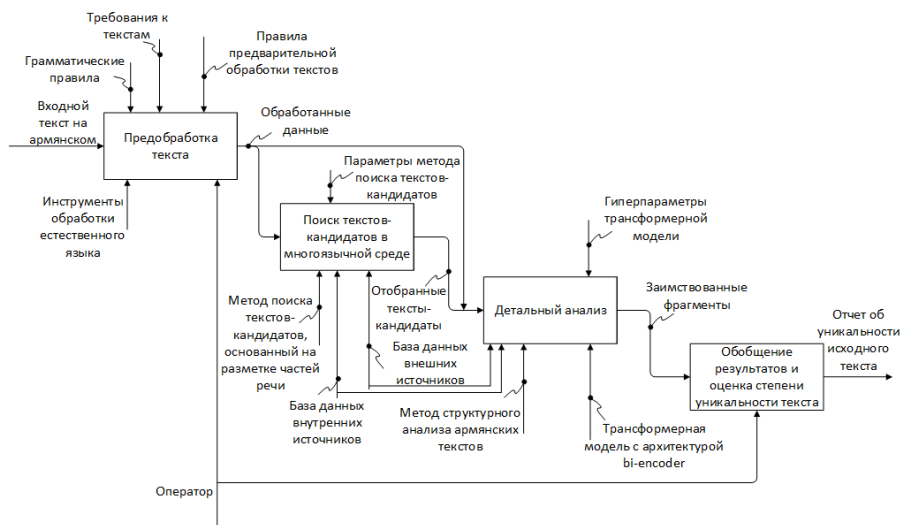 Требования к
текстам
Правила
предварительной
обработки текстов
Грамматические
правила
Входной
текст на
армянском
Предобработка
текста
Обработанные
данные
Инструменты
обработки
естественного
языка
Параметры метода
поиска текстов-
кандидатов
Поиск текстов-
кандидатов в
многоязычной среде
Гиперпараметры
трансформерной
модели
Метод поиска
текстов-
кандидатов,
основанный на
разметке частей
речи
Отобранные
тексты-
кандидаты
Детальный анализ
Заимствованные
фрагменты
База данных
внешних
источников
База данных
внутренних
источников
Метод структурного
анализа армянских
текстов
Трансформерная
модель с архитектурой
bi-encoder
Обобщение
результатов и
оценка степени
уникальности текста
Отчет об
уникальности
исходного
текста
Оператор